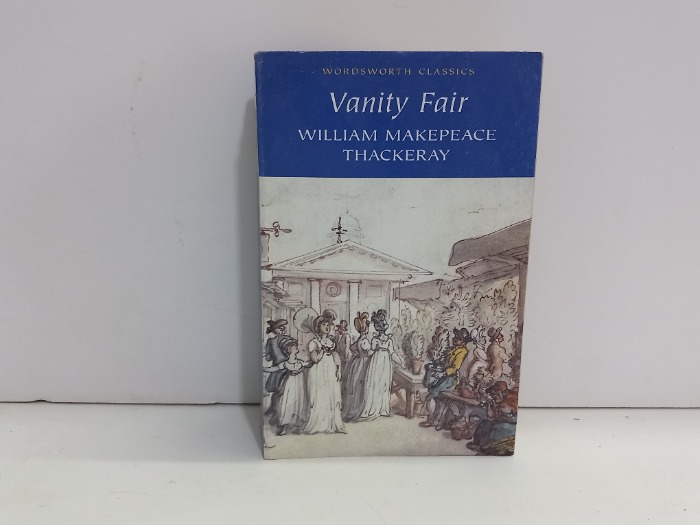 WORDSWORTH CLASSICS
Vanity Fair
WILLIAM MAKEPEACE
THACKERAY